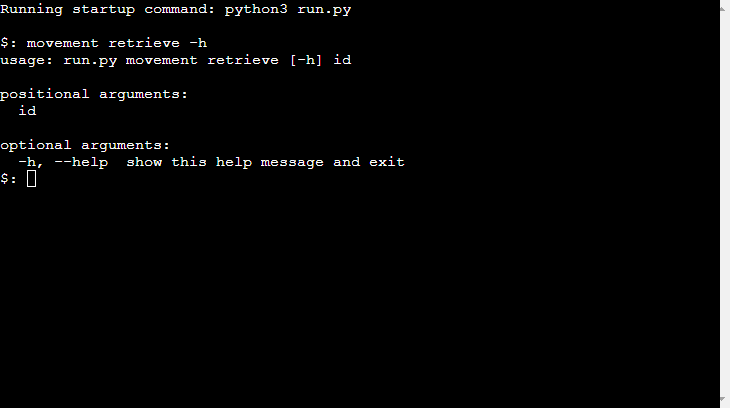 Running startup command: python3 run.py
$: movement retrieve -h
usage: run.py movement retrieve [-h] id
positional arguments:
  id
optional arguments:
  -h, --help  show this help message and exit
$: